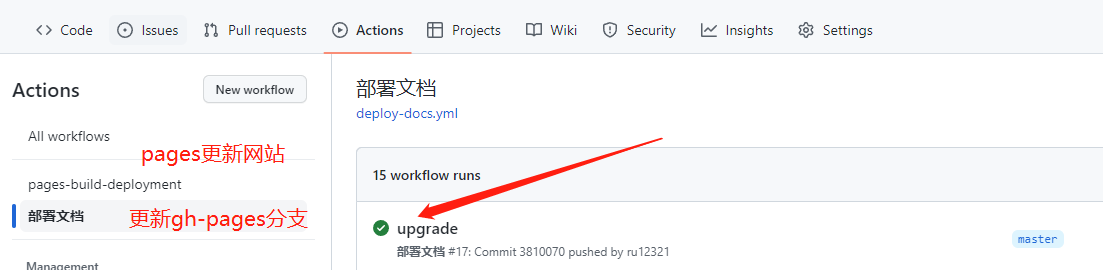 Code Issues Pull requests Actions Projects Wiki Security Insights Settings
Actions
New workflow
All workflows
pages更新网站
pages-build-deployment
部署文档
更新gh-pages分支
Management
部署文档
deploy-docs.yml
15 workflow runs
upgrade
部署文档 #17: Commit 3810070 pushed by ru12321
master